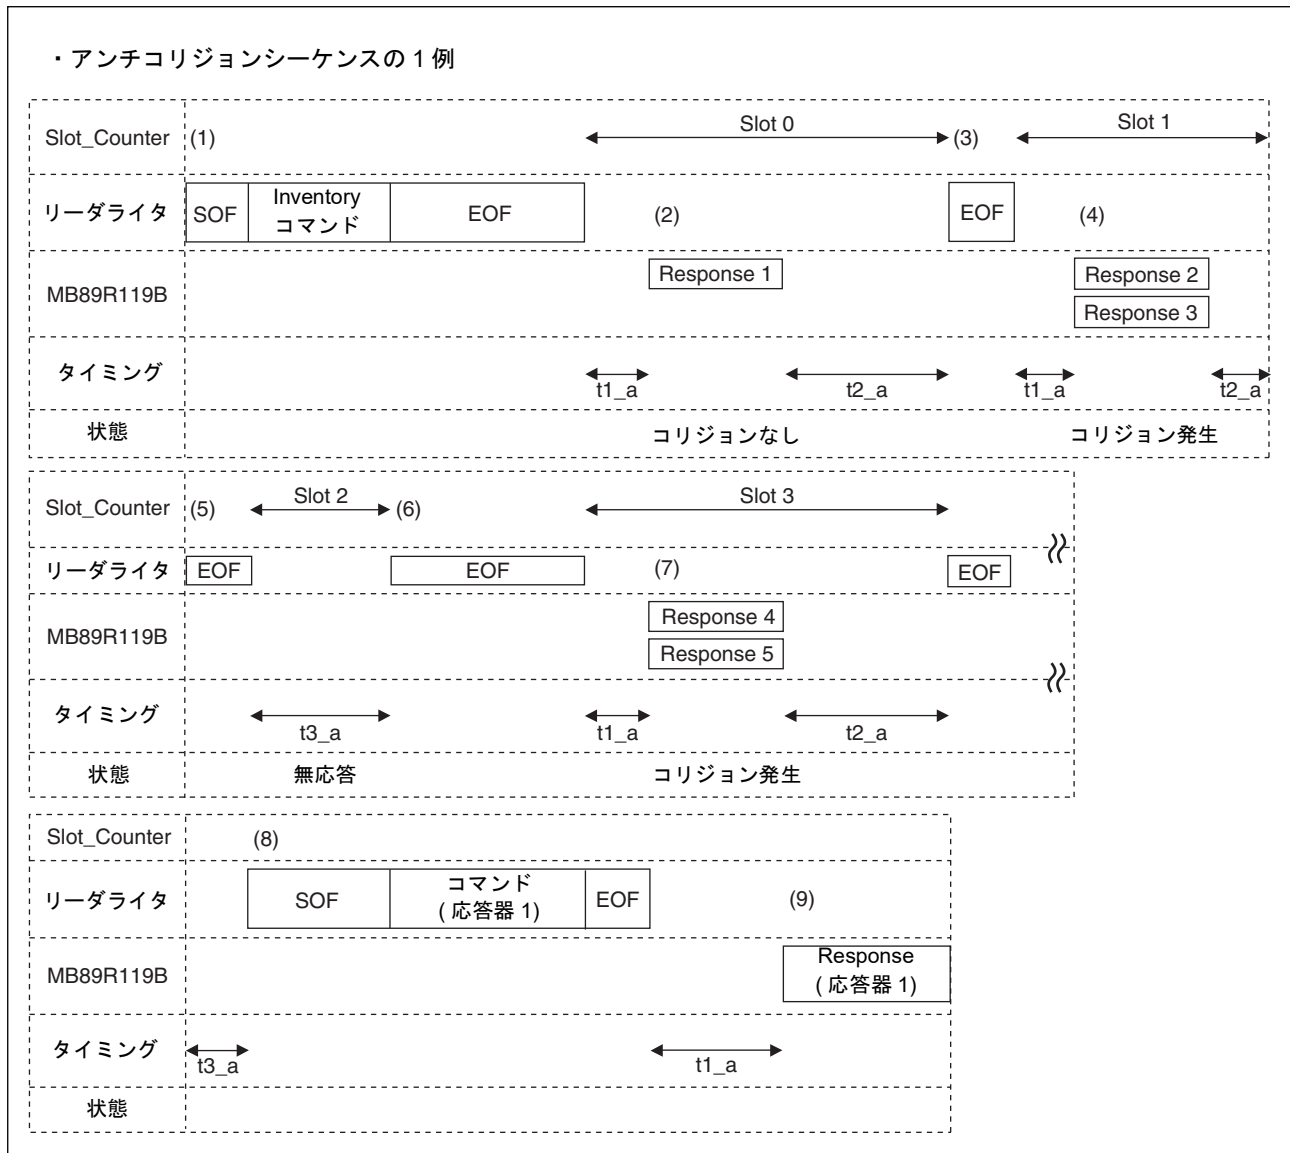 ・アンチコリジョンシーケンスの 1 例
Slot_Counter (1) Slot 0 (3) Slot 1
リーダライタ SOF Inventory コマンド EOF (2) EOF (4)
MB89R119B Response 1 Response 2
Response 3
タイミング t1_a t2_a t1_a t2_a
状態 コリジョンなし コリジョン発生
Slot_Counter (5) Slot 2 (6) Slot 3
リーダライタ EOF EOF (7) EOF
MB89R119B Response 4
Response 5
タイミング t3_a t1_a t2_a
状態 無応答 コリジョン発生
Slot_Counter (8)
リーダライタ SOF コマンド ( 応答器 1) EOF (9)
MB89R119B Response ( 応答器 1)
タイミング t3_a t1_a
状態